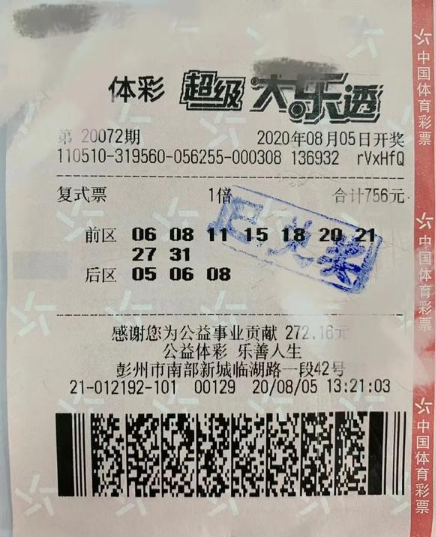 体彩 超级大乐透
第 20072期 2020年08月05日开奖
110510-319560-056255-000308 136932 rVxHfQ
复式票 1倍 合计756元
前区 06 08 11 15 18 20 21
27 31
后区 05 06 08
已兑奖
感谢您为公益事业贡献 272.16元
公益体彩 乐善人生
彭州市南部新城临湖路一段42号
21-012192-101 00129 20/08/05 13:21:03
中国体育彩票
中国体育彩票
中国体育彩票